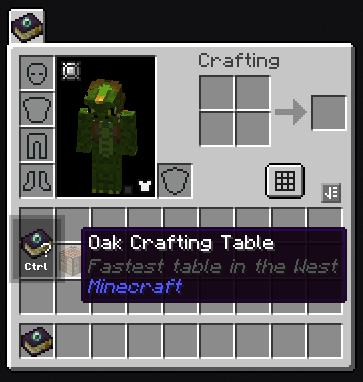 Crafting
Oak Crafting Table
Fastest table in the West
Minecraft
?
Ctrl